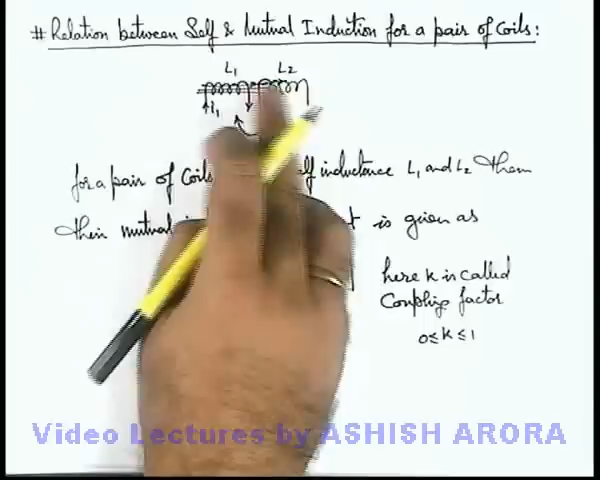 # Relation between Self & Mutual Induction for a pair of Coils:
L₁ L₂
i₁
for a pair of Coils elf inductance L₁ and L₂ then
their mutual is given as
here k is called
Coupling factor
0 ≤ k ≤ 1
Video Lectures by ASHISH ARORA